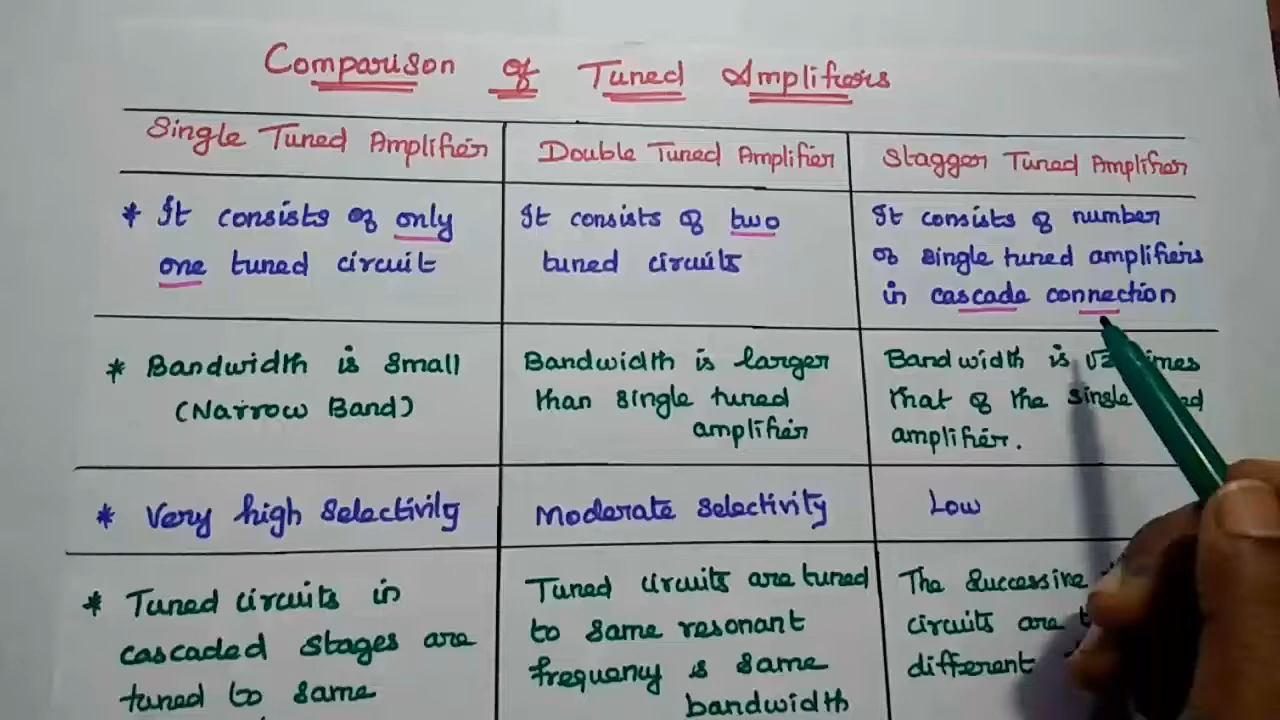 Comparison of Tuned Amplifiers
Single Tuned Amplifier
Double Tuned Amplifier
Stagger Tuned Amplifier
* It consists of only
one tuned circuit
It consists of two
tuned circuits
It consists of number
of single tuned amplifiers
in cascade connection
* Bandwidth is small
(Narrow Band)
Bandwidth is larger
than single tuned
amplifier
Bandwidth is √2 times
that of the single tuned
amplifier.
* Very high selectivity
Moderate selectivity
Low
* Tuned circuits in
cascaded stages are
tuned to same
Tuned circuits are tuned
to same resonant
frequency is same
bandwidth
The successive
circuits are
different